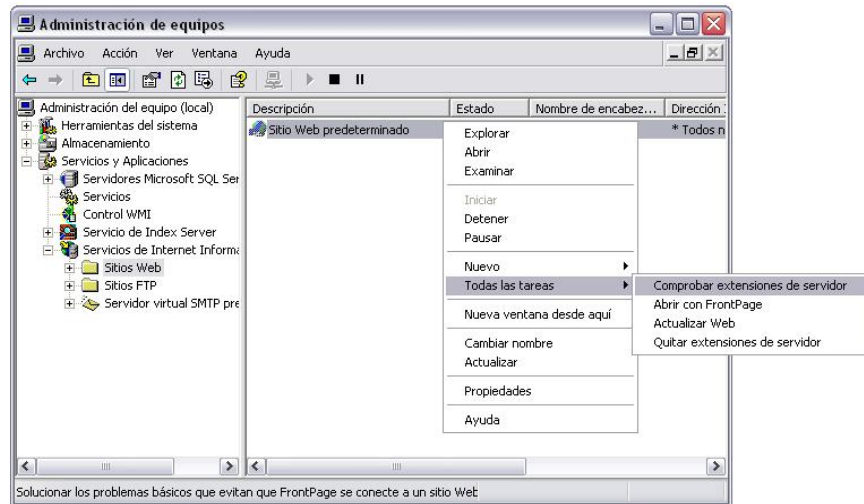 Administración de equipos
Archivo Acción Ver Ventana Ayuda
Administración del equipo (local)
Herramientas del sistema
Almacenamiento
Servicios y Aplicaciones
Servidores Microsoft SQL Ser
Servicios
Control WMI
Servicio de Index Server
Servicios de Internet Informa
Sitios Web
Sitios FTP
Servidor virtual SMTP pre
Descripción Estado Nombre de encabez... Dirección
Sitio Web predeterminado * Todos n
Explorar
Abrir
Examinar
Iniciar
Detener
Pausar
Nuevo
Todas las tareas
Nueva ventana desde aquí
Cambiar nombre
Actualizar
Propiedades
Ayuda
Comprobar extensiones de servidor
Abrir con FrontPage
Actualizar Web
Quitar extensiones de servidor
Solucionar los problemas básicos que evitan que FrontPage se conecte a un sitio Web